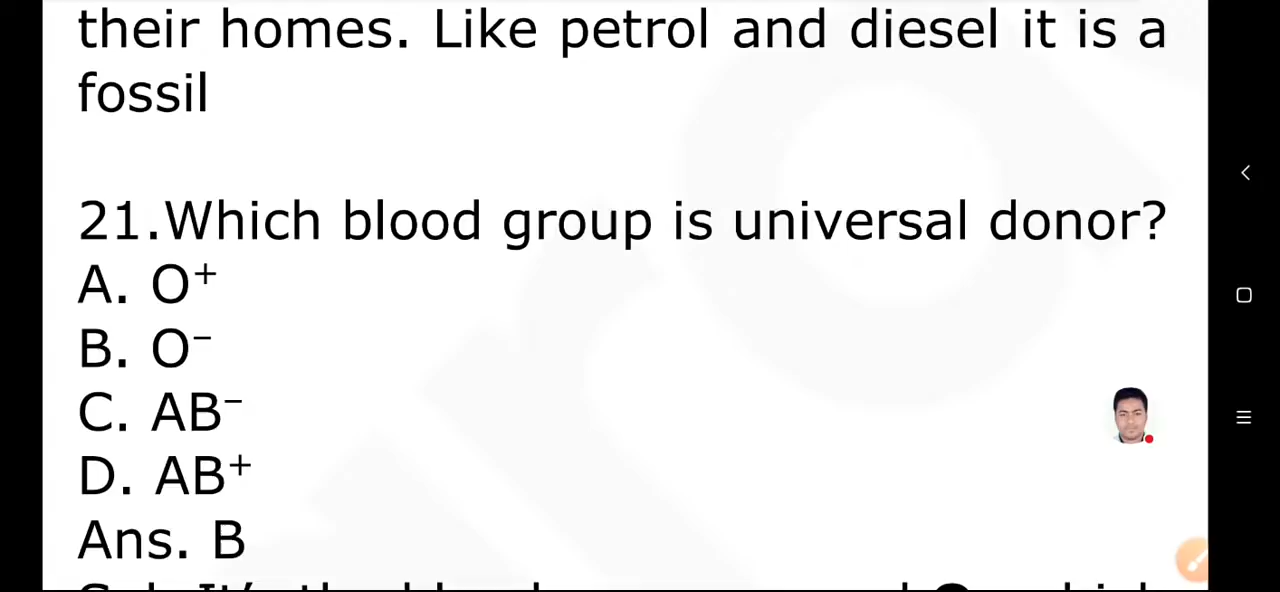 their homes. Like petrol and diesel it is a
fossil
21.Which blood group is universal donor?
A. O⁺
B. O⁻
C. AB⁻
D. AB⁺
Ans. B